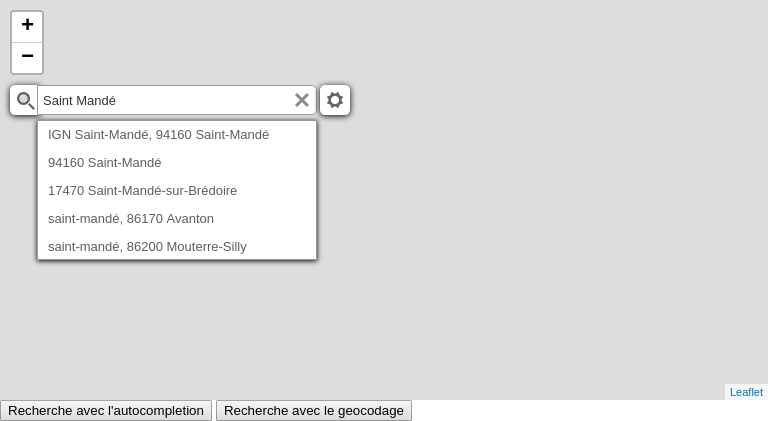 +
−
Saint Mandé
IGN Saint-Mandé, 94160 Saint-Mandé
94160 Saint-Mandé
17470 Saint-Mandé-sur-Brédoire
saint-mandé, 86170 Avanton
saint-mandé, 86200 Mouterre-Silly
Leaflet
Recherche avec l'autocompletion Recherche avec le geocodage